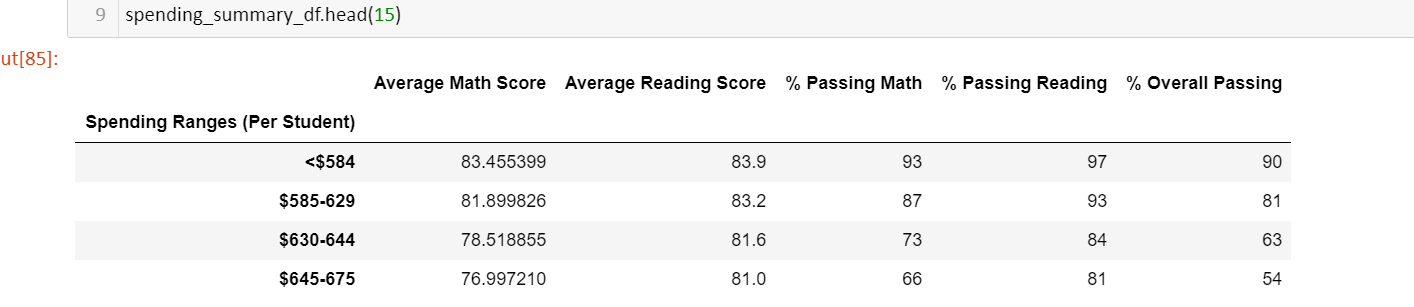 9 spending_summary_df.head(15)
ut[85]:
Average Math Score Average Reading Score % Passing Math % Passing Reading % Overall Passing
Spending Ranges (Per Student)
<$584 83.455399 83.9 93 97 90
$585-629 81.899826 83.2 87 93 81
$630-644 78.518855 81.6 73 84 63
$645-675 76.997210 81.0 66 81 54